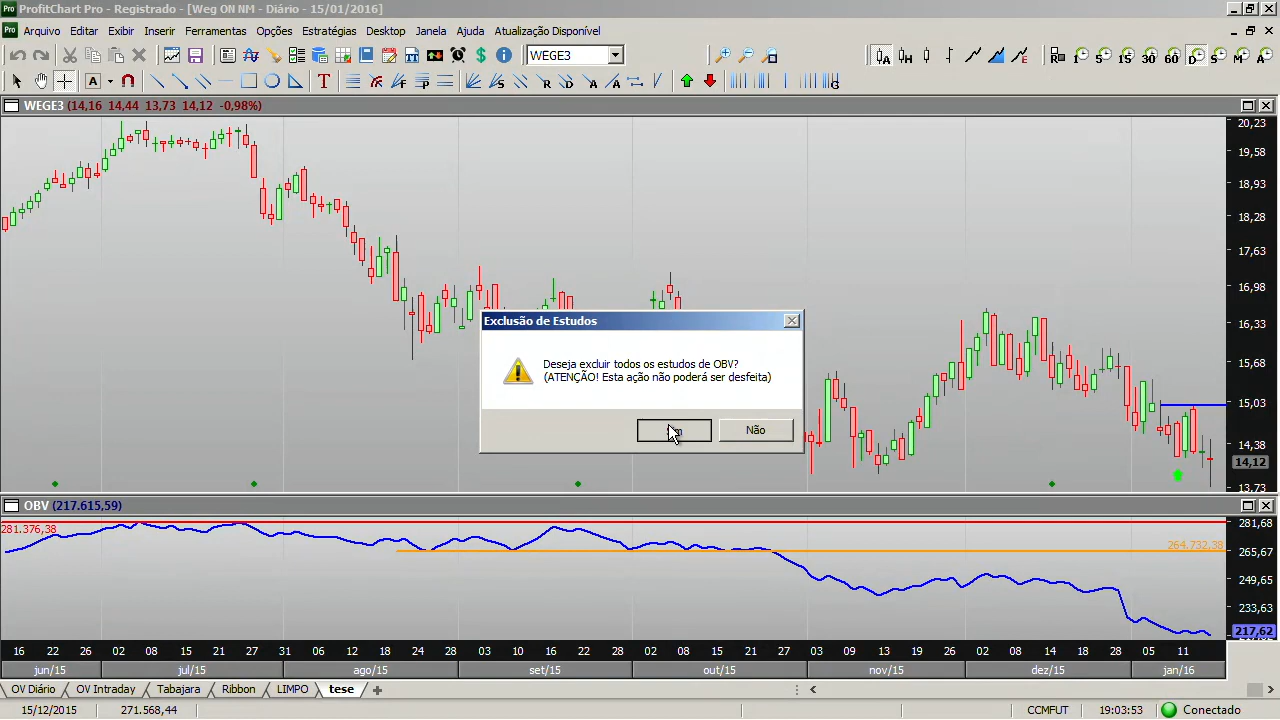 ProfitChart Pro - Registrado - [Weg ON NM - Diário - 15/01/2016]
Arquivo Editar Exibir Inserir Ferramentas Opções Estratégias Desktop Janela Ajuda Atualização Disponível
WEGE3
1 5 15 30 60 D S M A
WEGE3 (14,16 14,44 13,73 14,12 -0,98%)
20,23
19,58
18,93
18,28
17,63
16,98
16,33
15,68
15,03
14,38
14,12
13,73
Exclusão de Estudos
Deseja excluir todos os estudos de OBV?
(ATENÇÃO! Esta ação não poderá ser desfeita)
Não
OBV (217.615,59)
281.376,38
264.732,38
281,68
265,67
249,65
233,63
217,62
16 22 26 02 08 15 21 27 31 06 12 18 24 28 03 10 16 22 28 02 08 15 21 27 03 09 13 19 26 02 08 14 18 28 05 11
jun/15 jul/15 ago/15 set/15 out/15 nov/15 dez/15 jan/16
OV Diário OV Intraday Tabajara Ribbon LIMPO tese
15/12/2015 271.568,44 CCMFUT 19:03:53 Conectado